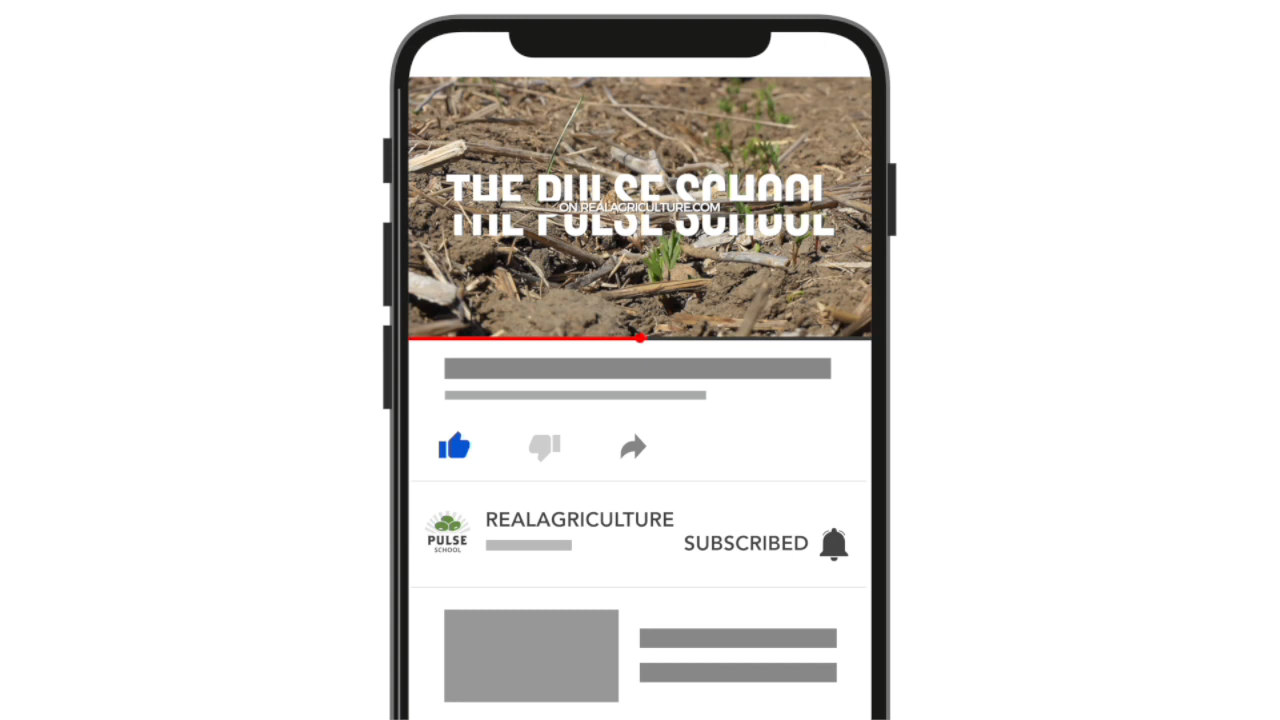 THE PULSE SCHOOL
ON REALAGRICULTURE.COM
PULSE
SCHOOL
REALAGRICULTURE
SUBSCRIBED